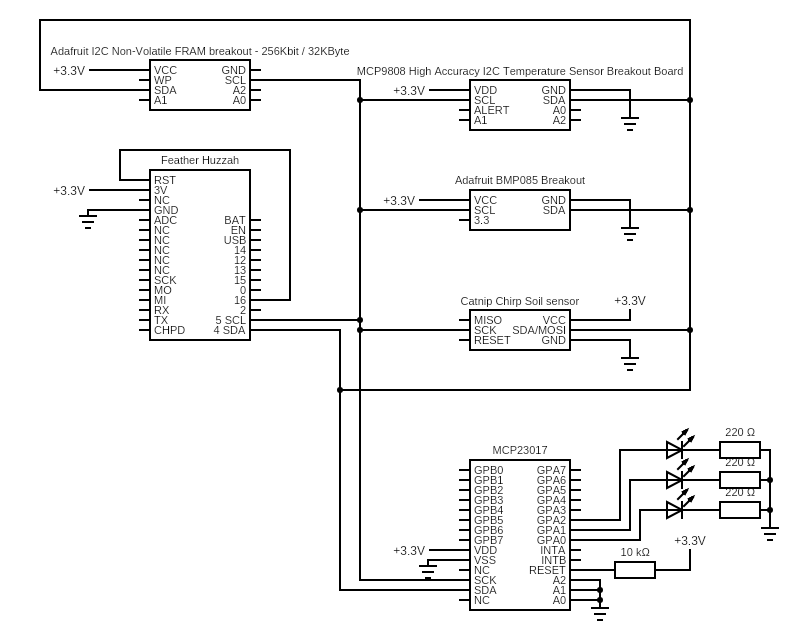 Adafruit I2C Non-Volatile FRAM breakout - 256Kbit / 32KByte
+3.3V VCC GND
WP SCL
SDA A2
A1 A0
MCP9808 High Accuracy I2C Temperature Sensor Breakout Board
+3.3V VDD GND
SCL SDA
ALERT A0
A1 A2
Feather Huzzah
RST
+3.3V 3V
NC
GND
ADC BAT
NC EN
NC USB
NC 14
NC 12
NC 13
SCK 15
MO 0
MI 16
RX 2
TX 5 SCL
CHPD 4 SDA
Adafruit BMP085 Breakout
+3.3V VCC GND
SCL SDA
3.3
Catnip Chirp Soil sensor
+3.3V
MISO VCC
SCK SDA/MOSI
RESET GND
MCP23017
GPB0 GPA7
GPB1 GPA6
GPB2 GPA5
GPB3 GPA4
GPB4 GPA3
GPB5 GPA2
GPB6 GPA1
GPB7 GPA0
+3.3V VDD INTA
VSS INTB
NC RESET
SCK A2
SDA A1
NC A0
220 Ω
220 Ω
220 Ω
+3.3V
10 kΩ